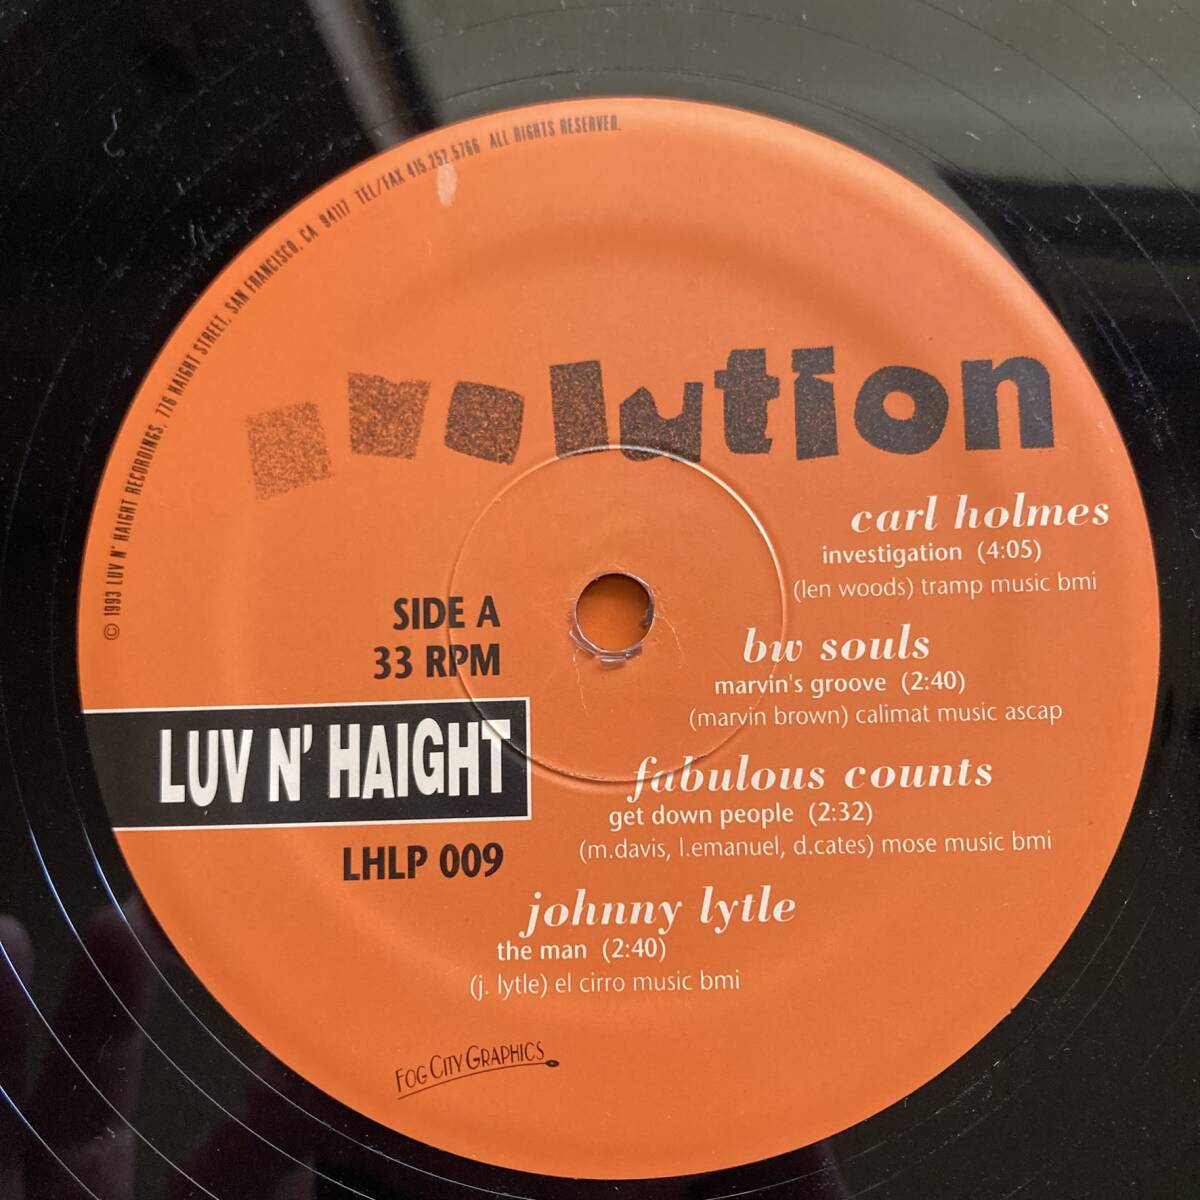 © 1993 LUV N' HAIGHT RECORDINGS, 776 HAIGHT STREET, SAN FRANCISCO, CA 94117 TEL/FAX 415.252.5766 ALL RIGHTS RESERVED.
evolution
carl holmes
investigation (4:05)
(len woods) tramp music bmi
bw souls
marvin's groove (2:40)
(marvin brown) calimat music ascap
fabulous counts
get down people (2:32)
(m.davis, l.emanuel, d.cates) mose music bmi
johnny lytle
the man (2:40)
(j. lytle) el cirro music bmi
SIDE A
33 RPM
LUV N' HAIGHT
LHLP 009
FOG CITY GRAPHICS